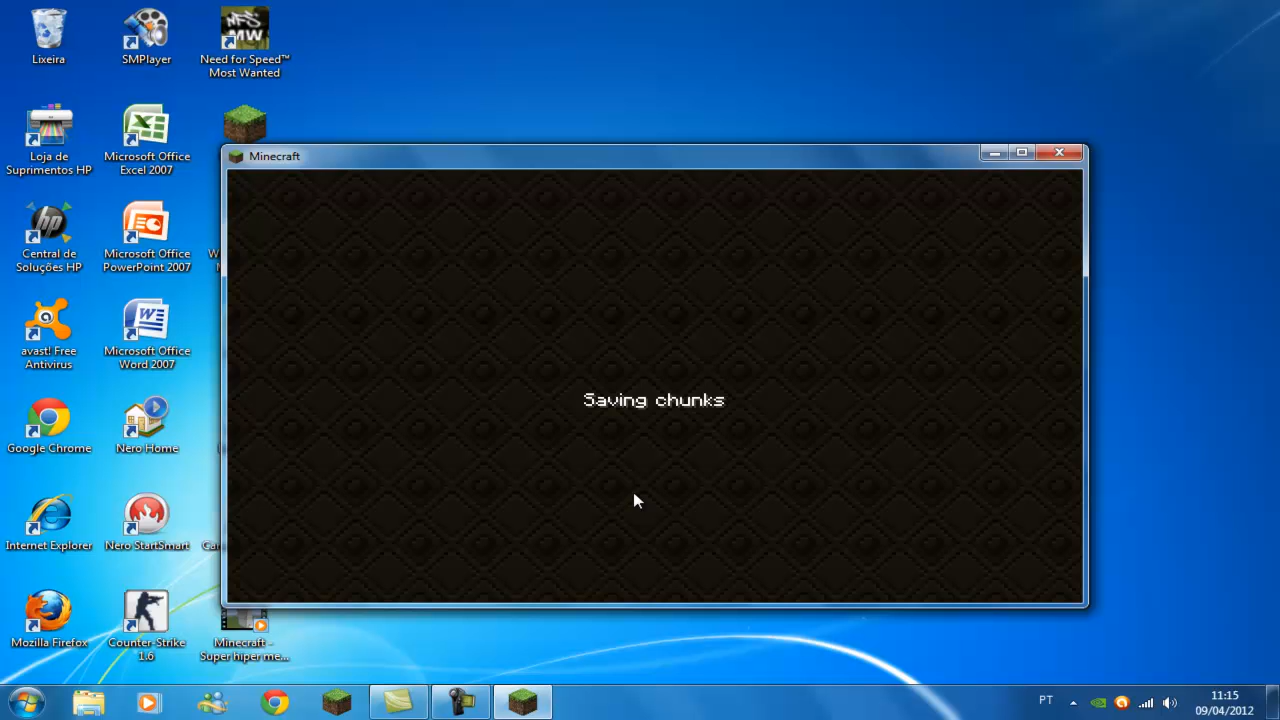 Lixeira
SMPlayer
NFS
MW
Need for Speed™
Most Wanted
Loja de
Suprimentos HP
Microsoft Office
Excel 2007
Central de
Soluções HP
Microsoft Office
PowerPoint 2007
avast! Free
Antivirus
Microsoft Office
Word 2007
Google Chrome
Nero Home
Internet Explorer
Nero StartSmart
Mozilla Firefox
Counter-Strike
1.6
Minecraft -
Super hiper me...
Minecraft
Saving chunks
PT
11:15
09/04/2012